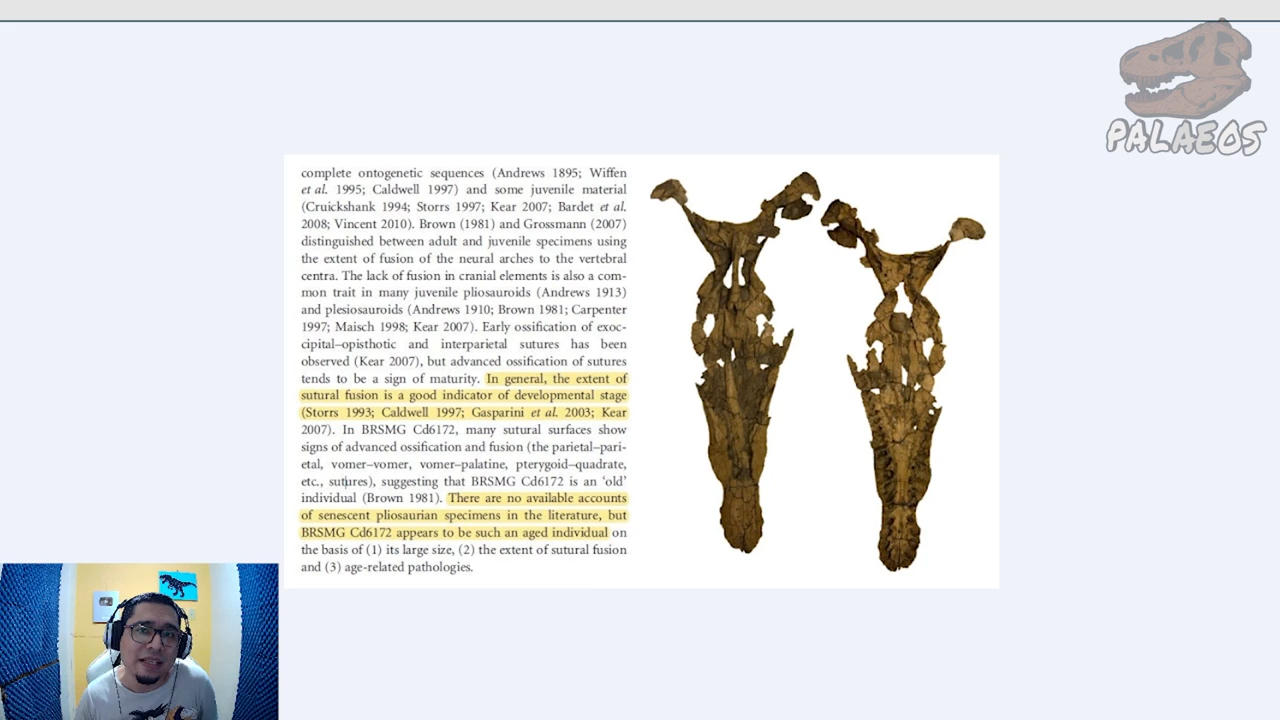 PALAEOS
complete ontogenetic sequences (Andrews 1895; Wiffen
et al. 1995; Caldwell 1997) and some juvenile material
(Cruickshank 1994; Storrs 1997; Kear 2007; Bardet et al.
2008; Vincent 2010). Brown (1981) and Grossmann (2007)
distinguished between adult and juvenile specimens using
the extent of fusion of the neural arches to the vertebral
centra. The lack of fusion in cranial elements is also a com-
mon trait in many juvenile pliosauroids (Andrews 1913)
and plesiosauroids (Andrews 1910; Brown 1981; Carpenter
1997; Maisch 1998; Kear 2007). Early ossification of exoc-
cipital–opisthotic and interparietal sutures has been
observed (Kear 2007), but advanced ossification of sutures
tends to be a sign of maturity. In general, the extent of
sutural fusion is a good indicator of developmental stage
(Storrs 1993; Caldwell 1997; Gasparini et al. 2003; Kear
2007). In BRSMG Cd6172, many sutural surfaces show
signs of advanced ossification and fusion (the parietal–pari-
etal, vomer–vomer, vomer–palatine, pterygoid–quadrate,
etc., sutures), suggesting that BRSMG Cd6172 is an ‘old’
individual (Brown 1981). There are no available accounts
of senescent pliosaurian specimens in the literature, but
BRSMG Cd6172 appears to be such an aged individual on
the basis of (1) its large size, (2) the extent of sutural fusion
and (3) age-related pathologies.